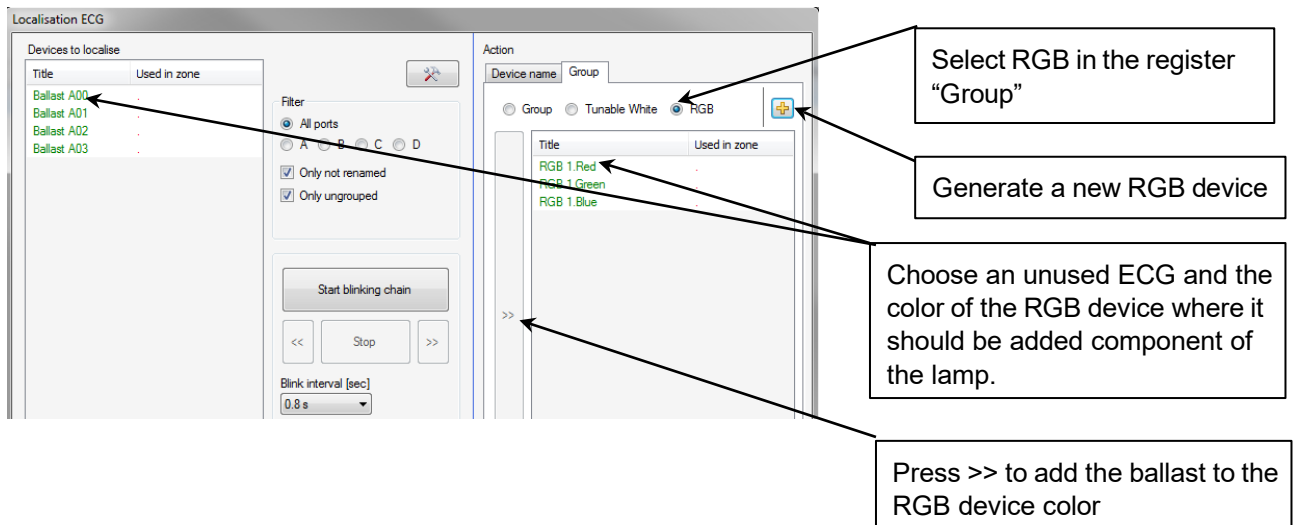 Localisation ECG
Devices to localise
Title Used in zone
Ballast A00 .
Ballast A01 .
Ballast A02 .
Ballast A03 .
Filter
All ports
A B C D
Only not renamed
Only ungrouped
Start blinking chain
<< Stop >>
Blink interval [sec]
0.8 s
Action
Device name Group
Group Tunable White RGB
>>
Title Used in zone
RGB 1.Red .
RGB 1.Green .
RGB 1.Blue .
Select RGB in the register
“Group”
Generate a new RGB device
Choose an unused ECG and the
color of the RGB device where it
should be added component of
the lamp.
Press >> to add the ballast to the
RGB device color